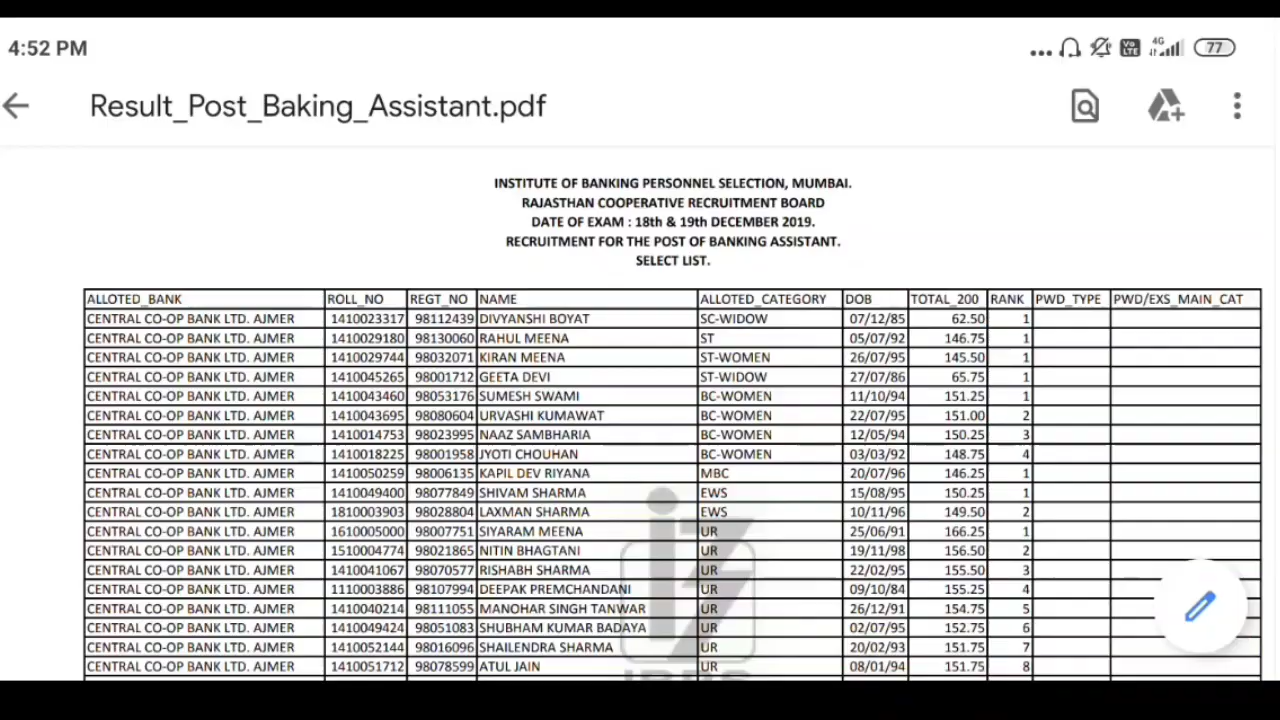 4:52 PM
... Vo LTE 4G 77
Result_Post_Baking_Assistant.pdf
INSTITUTE OF BANKING PERSONNEL SELECTION, MUMBAI.
RAJASTHAN COOPERATIVE RECRUITMENT BOARD
DATE OF EXAM : 18th & 19th DECEMBER 2019.
RECRUITMENT FOR THE POST OF BANKING ASSISTANT.
SELECT LIST.
ALLOTED_BANK ROLL_NO REGT_NO NAME ALLOTED_CATEGORY DOB TOTAL_200 RANK PWD_TYPE PWD/EXS_MAIN_CAT
CENTRAL CO-OP BANK LTD. AJMER 1410023317 98112439 DIVYANSHI BOYAT SC-WIDOW 07/12/85 62.50 1
CENTRAL CO-OP BANK LTD. AJMER 1410029180 98130060 RAHUL MEENA ST 05/07/92 146.75 1
CENTRAL CO-OP BANK LTD. AJMER 1410029744 98032071 KIRAN MEENA ST-WOMEN 26/07/95 145.50 1
CENTRAL CO-OP BANK LTD. AJMER 1410045265 98001712 GEETA DEVI ST-WIDOW 27/07/86 65.75 1
CENTRAL CO-OP BANK LTD. AJMER 1410043460 98053176 SUMESH SWAMI BC-WOMEN 11/10/94 151.25 1
CENTRAL CO-OP BANK LTD. AJMER 1410043695 98080604 URVASHI KUMAWAT BC-WOMEN 22/07/95 151.00 2
CENTRAL CO-OP BANK LTD. AJMER 1410014753 98023995 NAAZ SAMBHARIA BC-WOMEN 12/05/94 150.25 3
CENTRAL CO-OP BANK LTD. AJMER 1410018225 98001958 JYOTI CHOUHAN BC-WOMEN 03/03/92 148.75 4
CENTRAL CO-OP BANK LTD. AJMER 1410050259 98006135 KAPIL DEV RIYANA MBC 20/07/96 146.25 1
CENTRAL CO-OP BANK LTD. AJMER 1410049400 98077849 SHIVAM SHARMA EWS 15/08/95 150.25 1
CENTRAL CO-OP BANK LTD. AJMER 1810003903 98028804 LAXMAN SHARMA EWS 10/11/96 149.50 2
CENTRAL CO-OP BANK LTD. AJMER 1610005000 98007751 SIYARAM MEENA UR 25/06/91 166.25 1
CENTRAL CO-OP BANK LTD. AJMER 1510004774 98021865 NITIN BHAGTANI UR 19/11/98 156.50 2
CENTRAL CO-OP BANK LTD. AJMER 1410041067 98070577 RISHABH SHARMA UR 22/02/95 155.50 3
CENTRAL CO-OP BANK LTD. AJMER 1110003886 98107994 DEEPAK PREMCHANDANI UR 09/10/84 155.25 4
CENTRAL CO-OP BANK LTD. AJMER 1410040214 98111055 MANOHAR SINGH TANWAR UR 26/12/91 154.75 5
CENTRAL CO-OP BANK LTD. AJMER 1410049424 98051083 SHUBHAM KUMAR BADAYA UR 02/07/95 152.75 6
CENTRAL CO-OP BANK LTD. AJMER 1410052144 98016096 SHAILENDRA SHARMA UR 20/02/93 151.75 7
CENTRAL CO-OP BANK LTD. AJMER 1410051712 98078599 ATUL JAIN UR 08/01/94 151.75 8